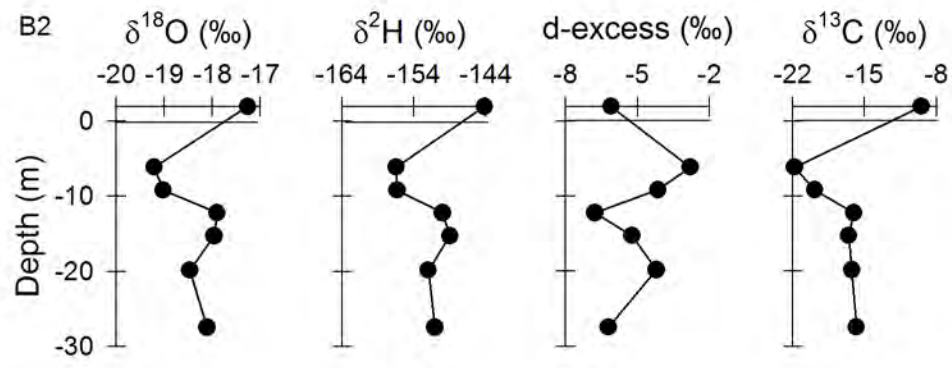 B2
δ¹⁸O (‰) δ²H (‰) d-excess (‰) δ¹³C (‰)
-20 -19 -18 -17 -164 -154 -144 -8 -5 -2 -22 -15 -8
0
-10
-20
-30
Depth (m)